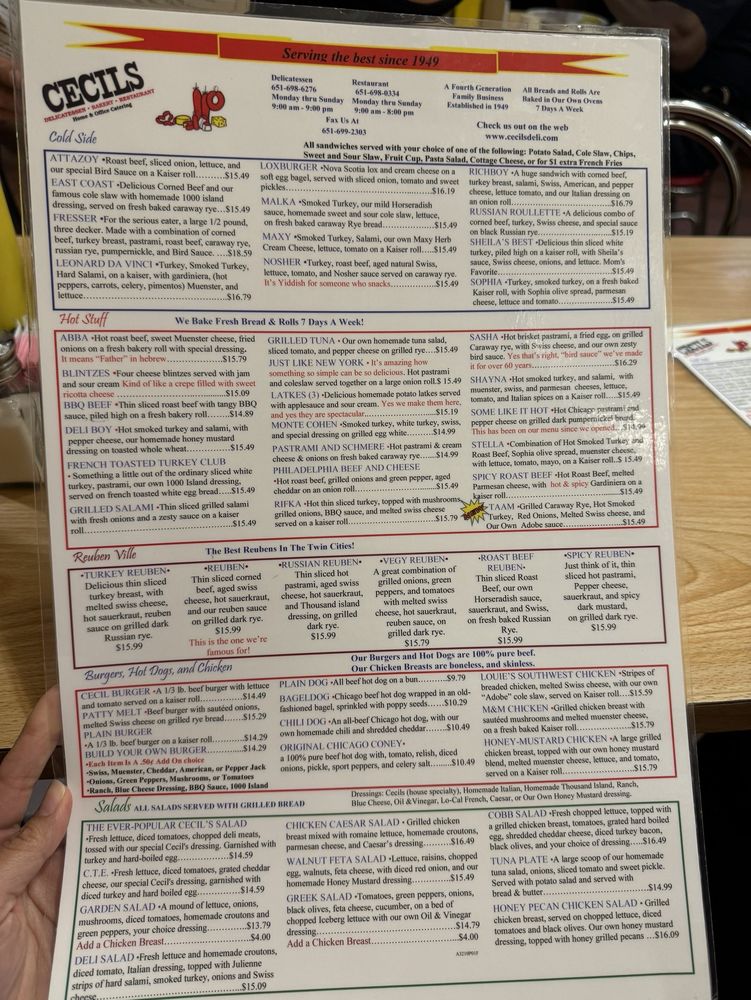 Serving the best since 1949
CECILS
DELICATESSEN • BAKERY • RESTAURANT
Home & Office Catering
Delicatessen
651-698-6276
Monday thru Sunday
9:00 am - 9:00 pm
Restaurant
651-698-0334
Monday thru Sunday
9:00 am - 8:00 pm
Fax Us At
651-699-2303
A Fourth Generation
Family Business
Established in 1949
All Breads and Rolls Are
Baked in Our Own Ovens
7 Days A Week
Check us out on the web
www.cecilsdeli.com
Cold Side
All sandwiches served with your choice of one of following: Potato Salad, Cole Slaw, Chips,
Sweet and Sour Slaw, Fruit Cup, Pasta Salad, Cottage Cheese, or for $1 extra French Fries
ATTAZOY •Roast beef, sliced onion, lettuce, and
our special Bird Sauce on a Kaiser roll....$15.49
EAST COAST •Delicious Corned Beef and our
famous cole slaw with homemade 1000 island
dressing, served on fresh baked caraway rye...$15.49
FRESSER •For the serious eater, a large 1/2 pound,
three decker. Made with a combination of corned
beef, turkey breast, pastrami, roast beef, caraway rye,
russian rye, pumpernickle, and Bird Sauce. ....$18.59
LEONARD DA VINCI •Turkey, Smoked Turkey,
Hard Salami, on a kaiser, with gardiniera, (hot
peppers, carrots, celery, pimentos) Muenster, and
lettuce....$16.79
LOXBURGER •Nova Scotia lox and cream cheese on a
soft egg bagel, served with sliced onion, tomato and sweet
pickles....$16.19
MALKA •Smoked Turkey, our mild Horseradish
sauce, homemade sweet and sour cole slaw, lettuce,
on fresh baked caraway Rye bread....$15.49
MAXY •Smoked Turkey, Salami, our own Maxy Herb
Cream Cheese, lettuce, tomato on a Kaiser roll....$15.49
NOSHER •Turkey, roast beef, aged natural Swiss,
lettuce, tomato, and Nosher sauce served on caraway rye.
It's Yiddish for someone who snacks....$15.49
RICHBOY •A huge sandwich with corned beef,
turkey breast, salami, Swiss, American, and pepper
cheese, lettuce tomato, and our Italian dressing on
an onion roll....$16.79
RUSSIAN ROULLETTE •A delicious combo of
corned beef, turkey, Swiss cheese, and special sauce
on black Russian rye....$15.19
SHEILA'S BEST •Delicious thin sliced white
turkey, piled high on a kaiser roll, with Sheila's
sauce, Swiss cheese, onions, and lettuce. Mom's
Favorite....$15.49
SOPHIA •Turkey, smoked turkey, on a fresh baked
Kaiser roll, with Sophia olive spread, parmesan
cheese, lettuce and tomato....$15.49
Hot Stuff
We Bake Fresh Bread & Rolls 7 Days A Week!
ABBA •Hot roast beef, sweet Muenster cheese, fried
onions on a fresh bakery roll with special dressing.
It means "Father" in hebrew....$15.79
BLINTZES •Four cheese blintzes served with jam
and sour cream Kind of like a crepe filled with sweet
ricotta cheese....$15.09
BBQ BEEF •Thin sliced roast beef with tangy BBQ
sauce, piled high on a fresh bakery roll....$14.89
DELI BOY •Hot smoked turkey and salami, with
pepper cheese, our homemade honey mustard
dressing on toasted whole wheat....$15.49
FRENCH TOASTED TURKEY CLUB
• Something a little out of the ordinary sliced white
turkey, pastrami, our own 1000 Island dressing,
served on french toasted white egg bread....$15.49
GRILLED SALAMI •Thin sliced grilled salami
with fresh onions and a zesty sauce on a kaiser
roll....$15.49
GRILLED TUNA • Our own homemade tuna salad,
sliced tomato, and pepper cheese on grilled rye....$15.49
JUST LIKE NEW YORK • It's amazing how
something so simple can be so delicious. Hot pastrami
and coleslaw served together on a large onion roll.$ 15.49
LATKES (3) •Delicious homemade potato latkes served
with applesauce and sour cream. Yes we make them here,
and yes they are spectacular....$15.19
MONTE COHEN •Smoked turkey, white turkey, swiss,
and special dressing on grilled egg white....$14.99
PASTRAMI AND SCHMERE •Hot pastrami & cream
cheese & onions on fresh baked caraway rye....$14.99
PHILADELPHIA BEEF AND CHEESE
•Hot roast beef, grilled onions and green pepper, aged
cheddar on an onion roll....$15.49
RIFKA •Hot thin sliced turkey, topped with mushrooms,
grilled onions, BBQ sauce, and melted swiss cheese
served on a kaiser roll....$15.79
SASHA •Hot brisket pastrami, a fried egg, on grilled
Caraway rye, with Swiss cheese, and our own zesty
bird sauce. Yes that's right, "bird sauce" we've made
it for over 60 years....$16.29
SHAYNA •Hot smoked turkey, and salami, with
muenster, swiss, and parmesan cheeses, lettuce,
tomato, and Italian spices on a Kaiser roll....$15.49
SOME LIKE IT HOT •Hot Chicago pastrami and
pepper cheese on grilled dark pumpernickel board.
This has been on our menu since we opened...$14.99
STELLA •Combination of Hot Smoked Turkey and
Roast Beef, Sophia olive spread, muenster cheese,
with lettuce, tomato, mayo, on a Kaiser roll..$ 15.49
SPICY ROAST BEEF •Hot Roast Beef, melted
Parmesan cheese, with hot & spicy Gardiniera on a
kaiser roll....$15.49
TAAM •Grilled Caraway Rye, Hot Smoked
Turkey, Red Onions, Melted Swiss cheese, and
Our Own Adobe sauce....$15.49
Reuben Ville
The Best Reubens In The Twin Cities!
•TURKEY REUBEN•
Delicious thin sliced
turkey breast, with
melted swiss cheese,
hot sauerkraut, reuben
sauce on grilled dark
Russian rye.
$15.99
•REUBEN•
Thin sliced corned
beef, aged swiss
cheese, hot sauerkraut,
and our reuben sauce
on grilled dark rye.
$15.99
This is the one we're
famous for!
•RUSSIAN REUBEN•
Thin sliced hot
pastrami, aged swiss
cheese, hot sauerkraut,
and Thousand island
dressing, on grilled
dark rye.
$15.99
•VEGY REUBEN•
A great combination of
grilled onions, green
peppers, and tomatoes
with melted swiss
cheese, hot sauerkraut,
reuben sauce, on
grilled dark rye.
$15.79
•ROAST BEEF
REUBEN•
Thin sliced Roast
Beef, our own
Horseradish sauce,
sauerkraut, and Swiss,
on fresh baked Russian
Rye.
$15.99
•SPICY REUBEN•
Just think of it, thin
sliced hot pastrami,
Pepper cheese,
sauerkraut, and spicy
dark mustard,
on grilled dark rye.
$15.99
Burgers, Hot Dogs, and Chicken
Our Burgers and Hot Dogs are 100% pure beef.
Our Chicken Breasts are boneless, and skinless.
CECIL BURGER •A 1/3 lb. beef burger with lettuce
and tomato served on a kaiser roll....$14.49
PATTY MELT •Beef burger with sautéed onions,
melted Swiss cheese on grilled rye bread....$15.29
PLAIN BURGER
•A 1/3 lb. beef burger on a kaiser roll....$14.29
BUILD YOUR OWN BURGER....$14.29
•Each Item Is A .50¢ Add On choice
•Swiss, Muenster, Cheddar, American, or Pepper Jack
•Onions, Green Peppers, Mushrooms, or Tomatoes
•Ranch, Blue Cheese Dressing, BBQ Sauce, 1000 Island
PLAIN DOG •All beef hot dog on a bun....$9.79
BAGELDOG •Chicago beef hot dog wrapped in an old-
fashioned bagel, sprinkled with poppy seeds....$10.29
CHILI DOG •An all-beef Chicago hot dog, with our
own homemade chili and shredded cheddar....$10.49
ORIGINAL CHICAGO CONEY•
a 100% pure beef hot dog with, tomato, relish, diced
onions, pickle, sport peppers, and celery salt....$10.49
LOUIE'S SOUTHWEST CHICKEN •Stripes of
breaded chicken, melted Swiss cheese, with our own
"Adobe" cole slaw, served on Kaiser roll....$15.59
M&M CHICKEN •Grilled chicken breast with
sautéed mushrooms and melted muenster cheese,
on Kaiser roll....$15.79
HONEY-MUSTARD CHICKEN •A large grilled
chicken breast, topped with our own honey mustard
blend, melted muenster cheese, lettuce, and tomato,
served on a Kaiser roll....$15.79
Salads ALL SALADS SERVED WITH GRILLED BREAD
Dressings: Cecils (house specialty), Homemade Italian, Homemade Thousand Island, Ranch,
Blue Cheese, Oil &Vinegar, Lo-Cal French, Caesar, or Our Own Honey Mustard dressing.
THE EVER-POPULAR CECIL'S SALAD
•Fresh lettuce, diced tomatoes, chopped deli meats,
tossed with our special Cecil's dressing. Garnished with
turkey and hard-boiled egg....$14.59
C.T.E. •Fresh lettuce, diced tomatoes, grated cheddar
cheese, our special Cecil's dressing, garnished with
diced turkey and hard boiled egg....$14.59
GARDEN SALAD •A mound of lettuce, onions,
mushrooms, diced tomatoes, homemade croutons and
green peppers, your choice dressing....$13.79
Add a Chicken Breast....$4.00
DELI SALAD •Fresh lettuce and homemade croutons,
diced tomato, Italian dressing, topped with Julienne
strips of hard salami, smoked turkey, onions and Swiss
cheese....$15.09
CHICKEN CAESAR SALAD • Grilled chicken
breast mixed with romaine lettuce, homemade croutons,
parmesan cheese, and Caesar's dressing....$16.49
WALNUT FETA SALAD •Lettuce, raisins, chopped
egg, walnuts, feta cheese, with diced red onion, and our
homemade Honey Mustard dressing....$15.49
GREEK SALAD •Tomatoes, green peppers, onions,
black olives, feta cheese, cucumber, on a bed of
chopped Iceberg lettuce with our own Oil & Vinegar
dressing....$14.79
Add a Chicken Breast....$4.00
COBB SALAD •Fresh chopped lettuce, topped with
a grilled chicken breast, tomatoes, grated hard boiled
egg, shredded cheddar cheese, diced turkey bacon,
black olives, and your choice of dressing....$16.49
TUNA PLATE •A large scoop of our homemade
tuna salad, onions, sliced tomato and sweet pickle.
Served with potato salad and served with
bread & butter....$14.99
HONEY PECAN CHICKEN SALAD • Grilled
chicken breast, served on chopped lettuce, diced
tomatoes and black olives. Our own honey mustard
dressing, topped with honey grilled pecans ...$16.09